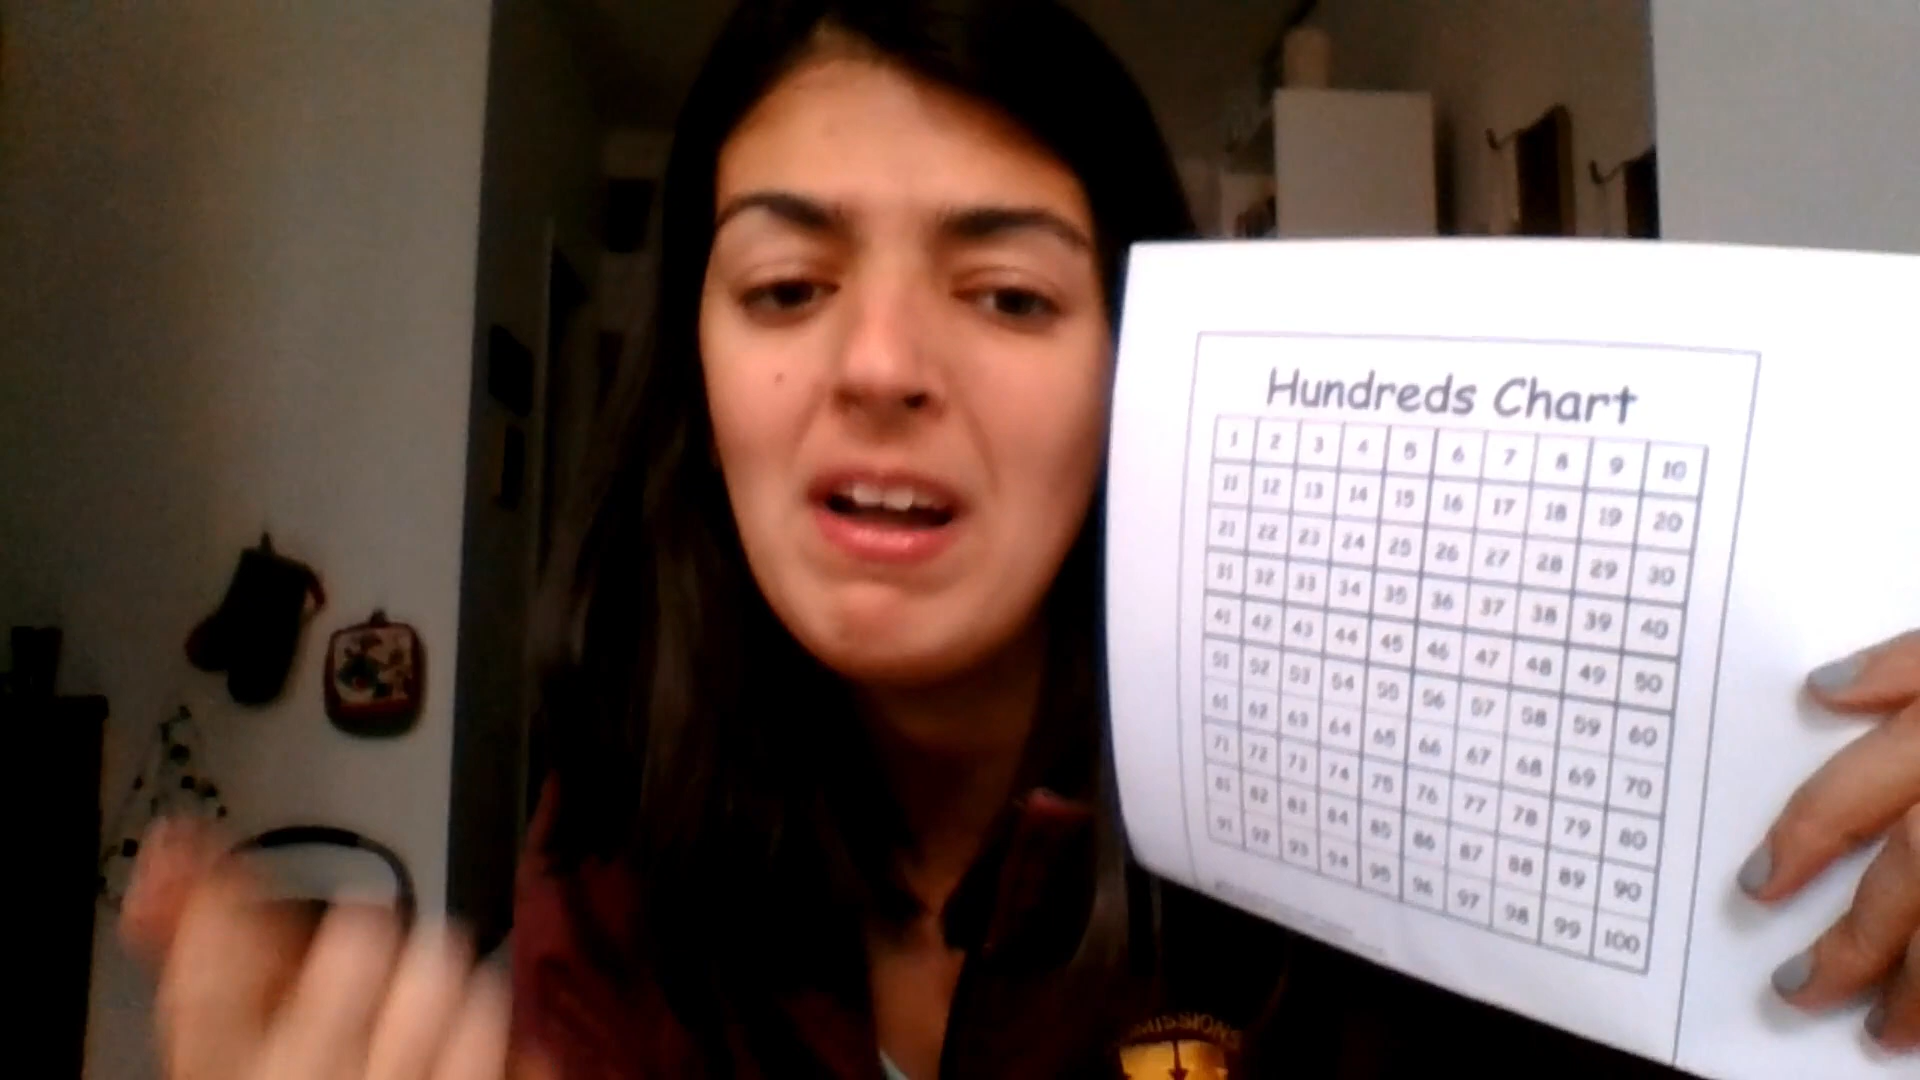 Hundreds Chart
1 2 3 4 5 6 7 8 9 10
11 12 13 14 15 16 17 18 19 20
21 22 23 24 25 26 27 28 29 30
31 32 33 34 35 36 37 38 39 40
41 42 43 44 45 46 47 48 49 50
51 52 53 54 55 56 57 58 59 60
61 62 63 64 65 66 67 68 69 70
71 72 73 74 75 76 77 78 79 80
81 82 83 84 85 86 87 88 89 90
91 92 93 94 95 96 97 98 99 100